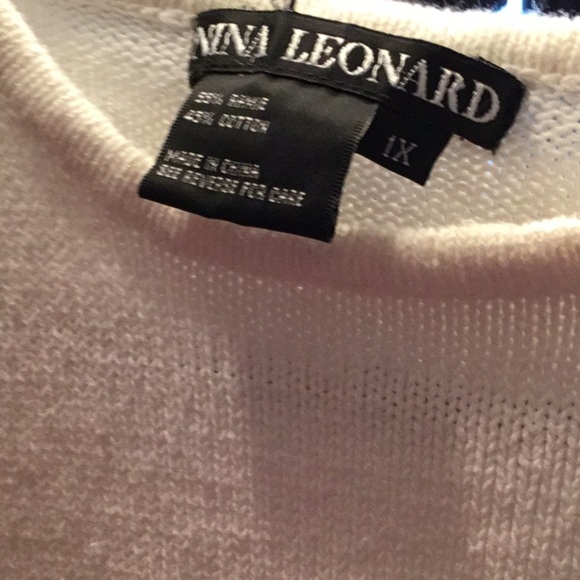 NINA LEONARD
55% RAMIE
45% COTTON
1X
MADE IN CHINA
SEE REVERSE FOR CARE